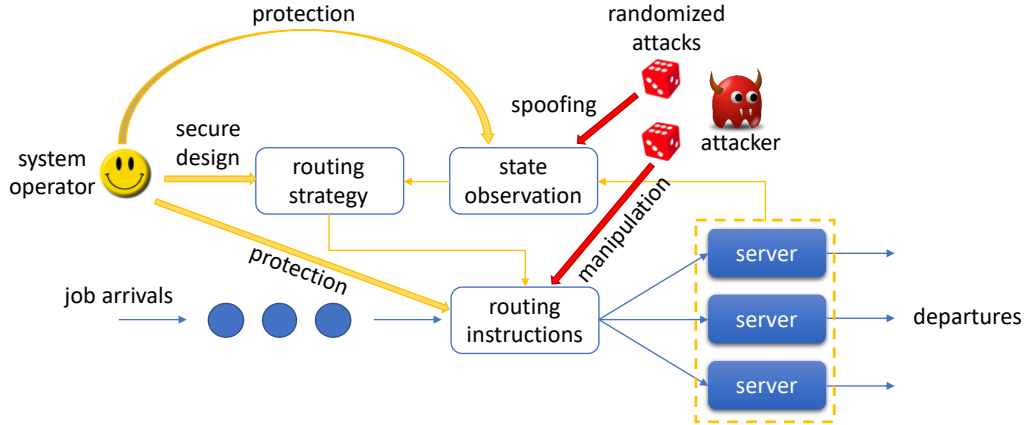 protection
randomized
attacks
spoofing
attacker
secure
design
system
operator
routing
strategy
state
observation
manipulation
protection
server
job arrivals
routing
instructions
server
departures
server